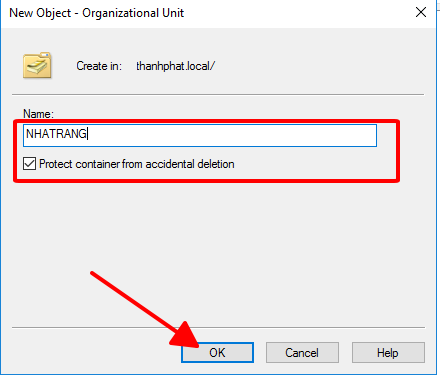 New Object - Organizational Unit
Create in: thanhphat.local/
Name:
NHATRANG
Protect container from accidental deletion
OK Cancel Help